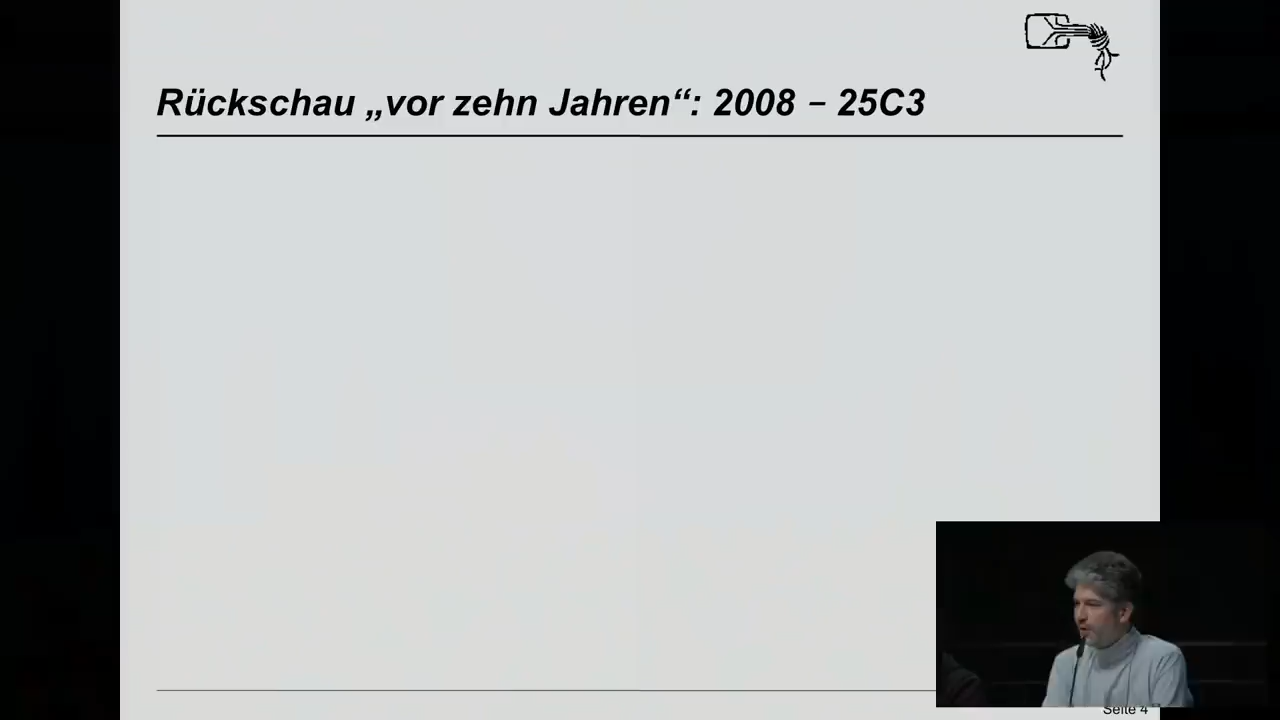 Rückschau „vor zehn Jahren“: 2008 – 25C3
Seite 4